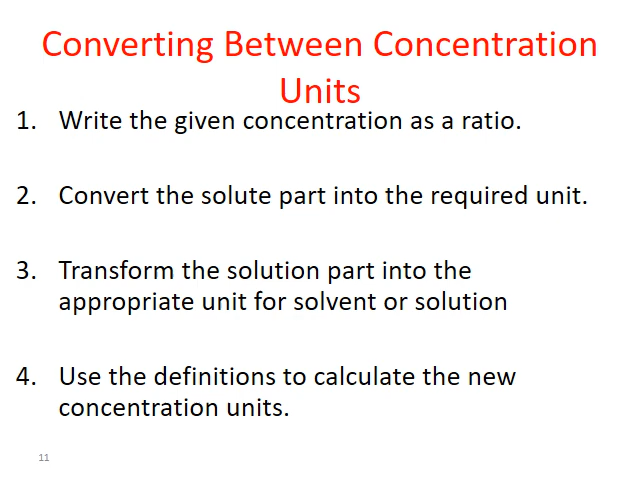 Converting Between Concentration
Units
1. Write the given concentration as a ratio.
2. Convert the solute part into the required unit.
3. Transform the solution part into the
appropriate unit for solvent or solution
4. Use the definitions to calculate the new
concentration units.
11